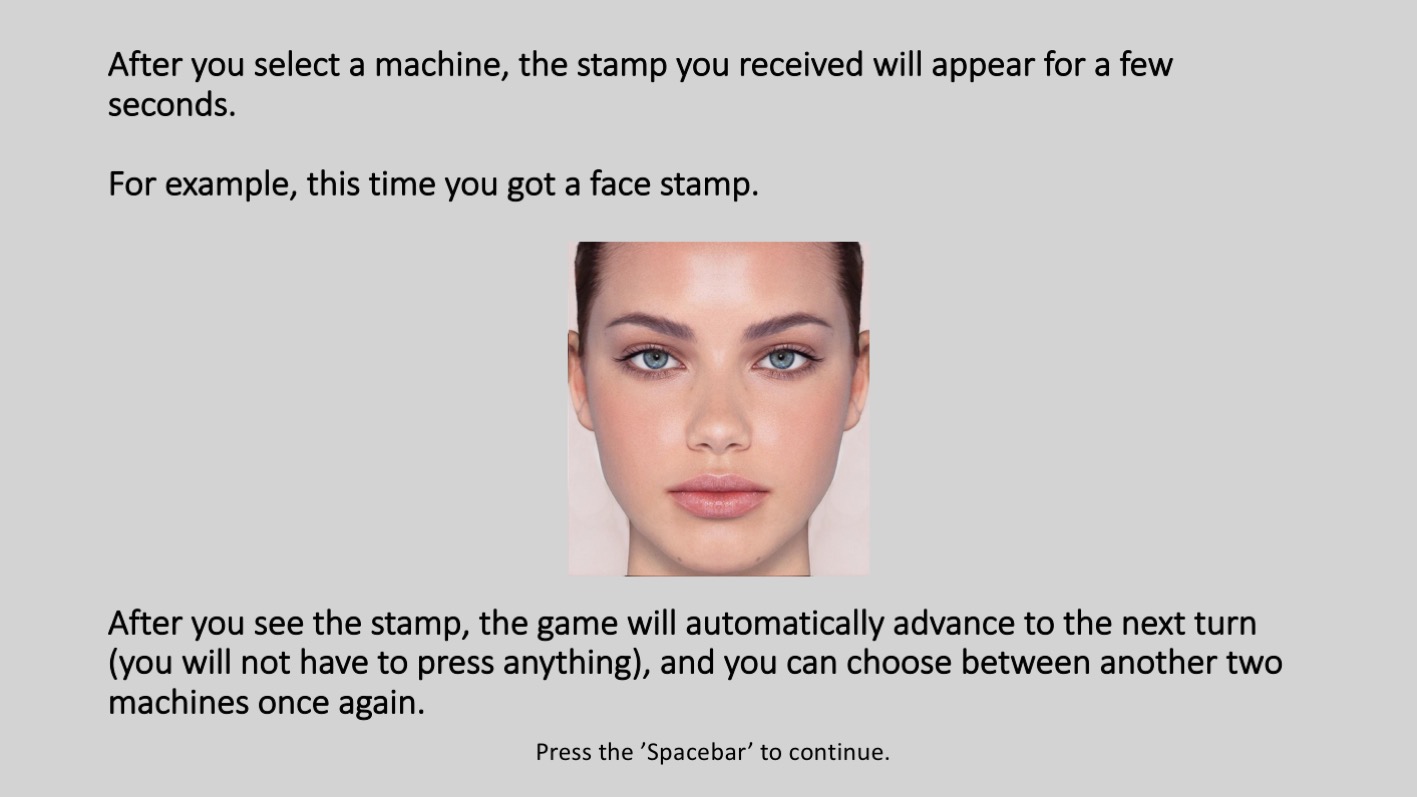 After you select a machine, the stamp you received will appear for a few
seconds.
For example, this time you got a face stamp.
After you see the stamp, the game will automatically advance to the next turn
(you will not have to press anything), and you can choose between another two
machines once again.
Press the ’Spacebar’ to continue.